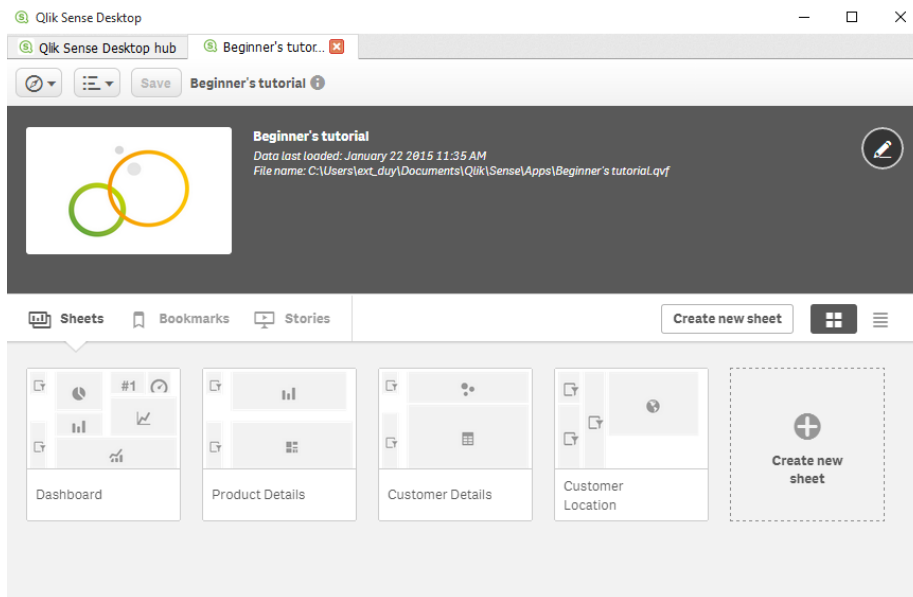 Qlik Sense Desktop
Qlik Sense Desktop hub
Beginner's tutor...
Save
Beginner's tutorial
Beginner's tutorial
Data last loaded: January 22 2015 11:35 AM
File name: C:\Users\ext_duy\Documents\Qlik\Sense\Apps\Beginner's tutorial.qvf
Sheets
Bookmarks
Stories
Create new sheet
#1
Dashboard
Product Details
Customer Details
Customer
Location
Create new
sheet